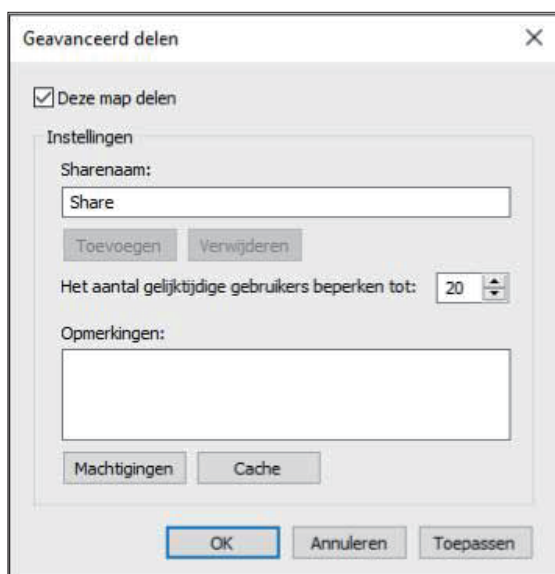 Geavanceerd delen
Deze map delen
Instellingen
Sharenaam:
Share
Toevoegen Verwijderen
Het aantal gelijktijdige gebruikers beperken tot: 20
Opmerkingen:
Machtigingen Cache
OK Annuleren Toepassen